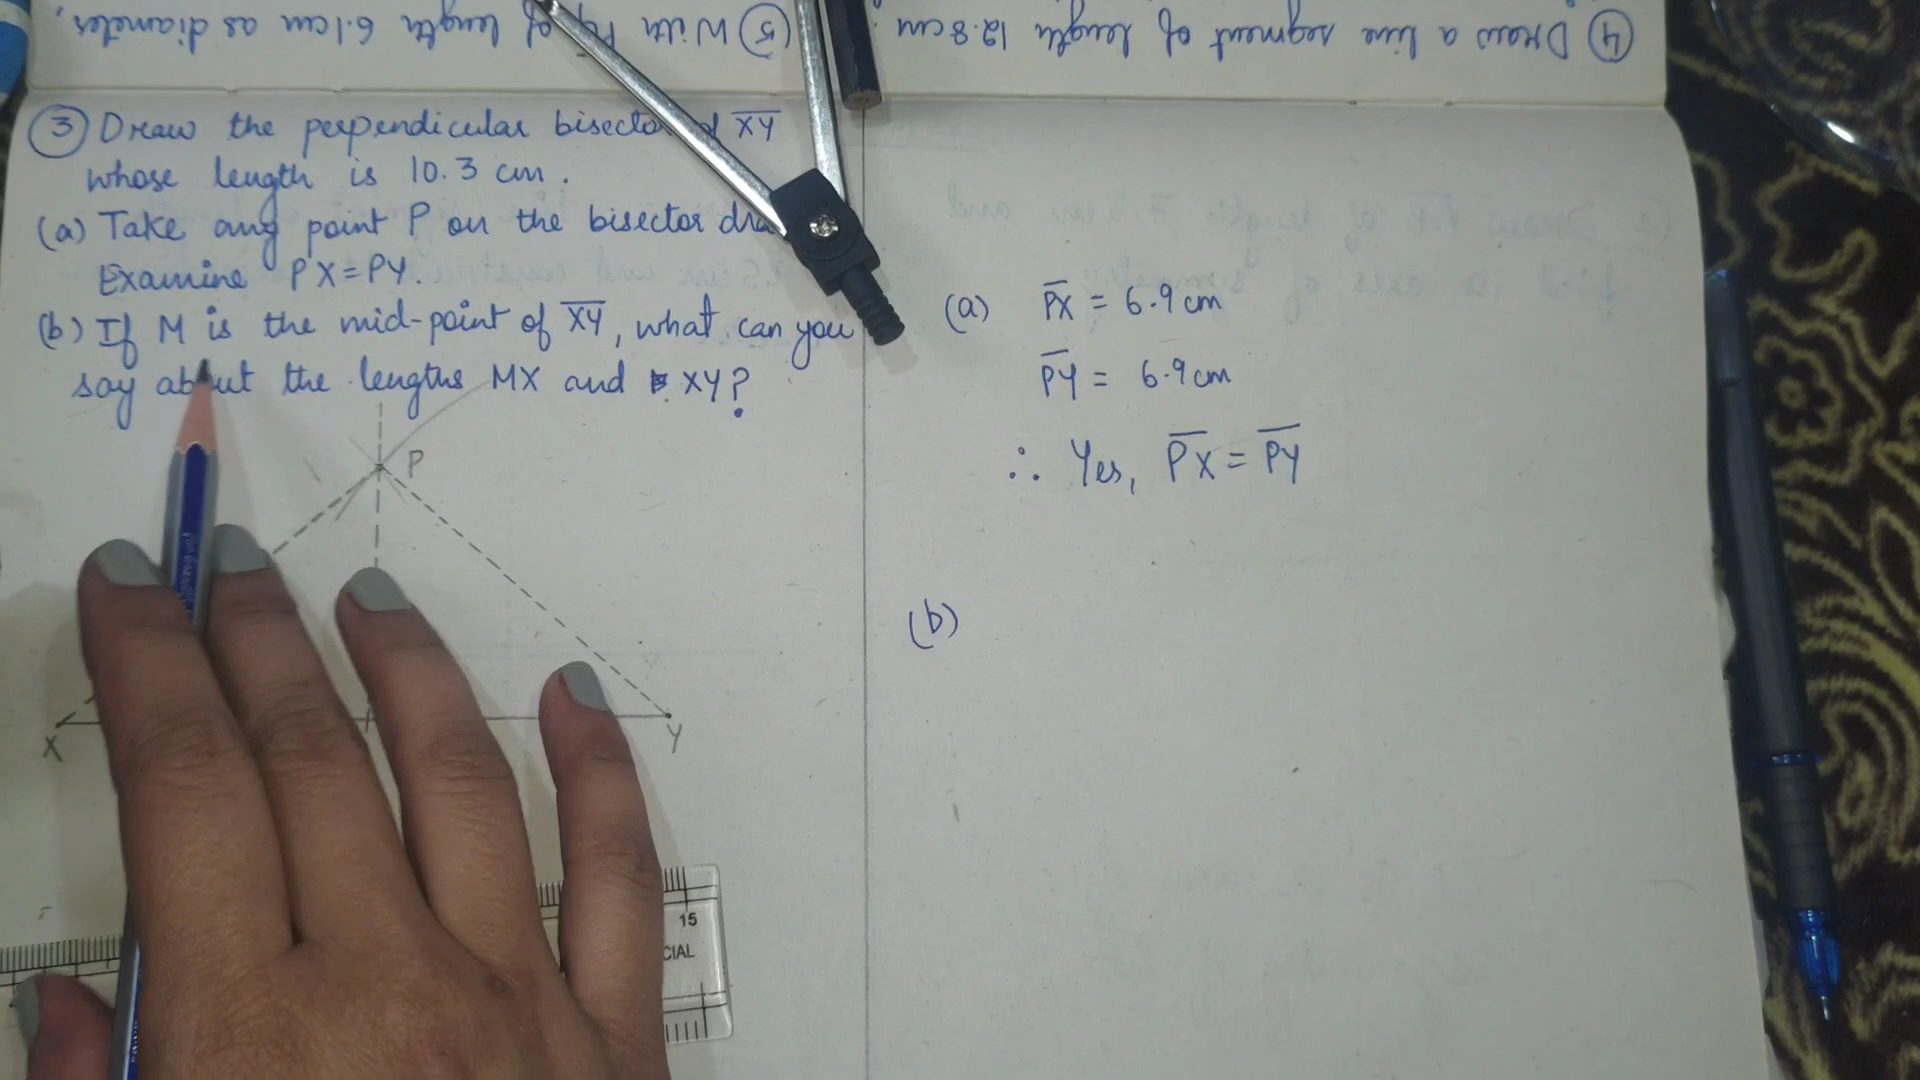 ④ Draw a line segment of length 12.8 cm
⑤ With of length 6.1 cm as diameter,
③ Draw the perpendicular bisector of XY
whose length is 10.3 cm.
(a) Take any point P on the bisector
Examine PX = PY.
(b) If M is the mid-point of XY, what can you
say about the lengths MX and XY?
P
X
Y
15
CIAL
(a) PX = 6.9 cm
PY = 6.9 cm
∴ Yes, PX = PY
(b)